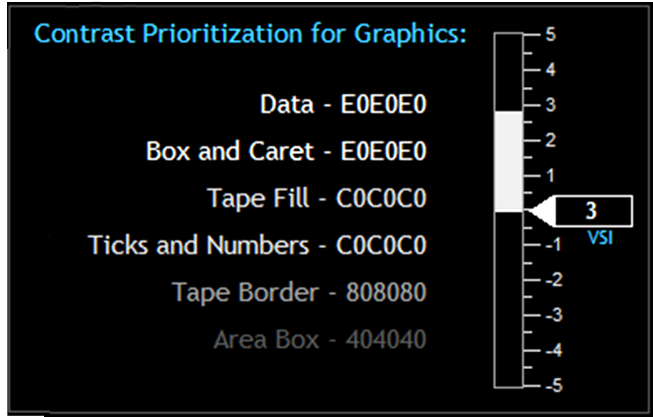 Contrast Prioritization for Graphics:
Data - E0E0E0
Box and Caret - E0E0E0
Tape Fill - C0C0C0
Ticks and Numbers - C0C0C0
Tape Border - 808080
Area Box - 404040
5
4
3
2
1
3
VSI
-1
-2
-3
-4
-5